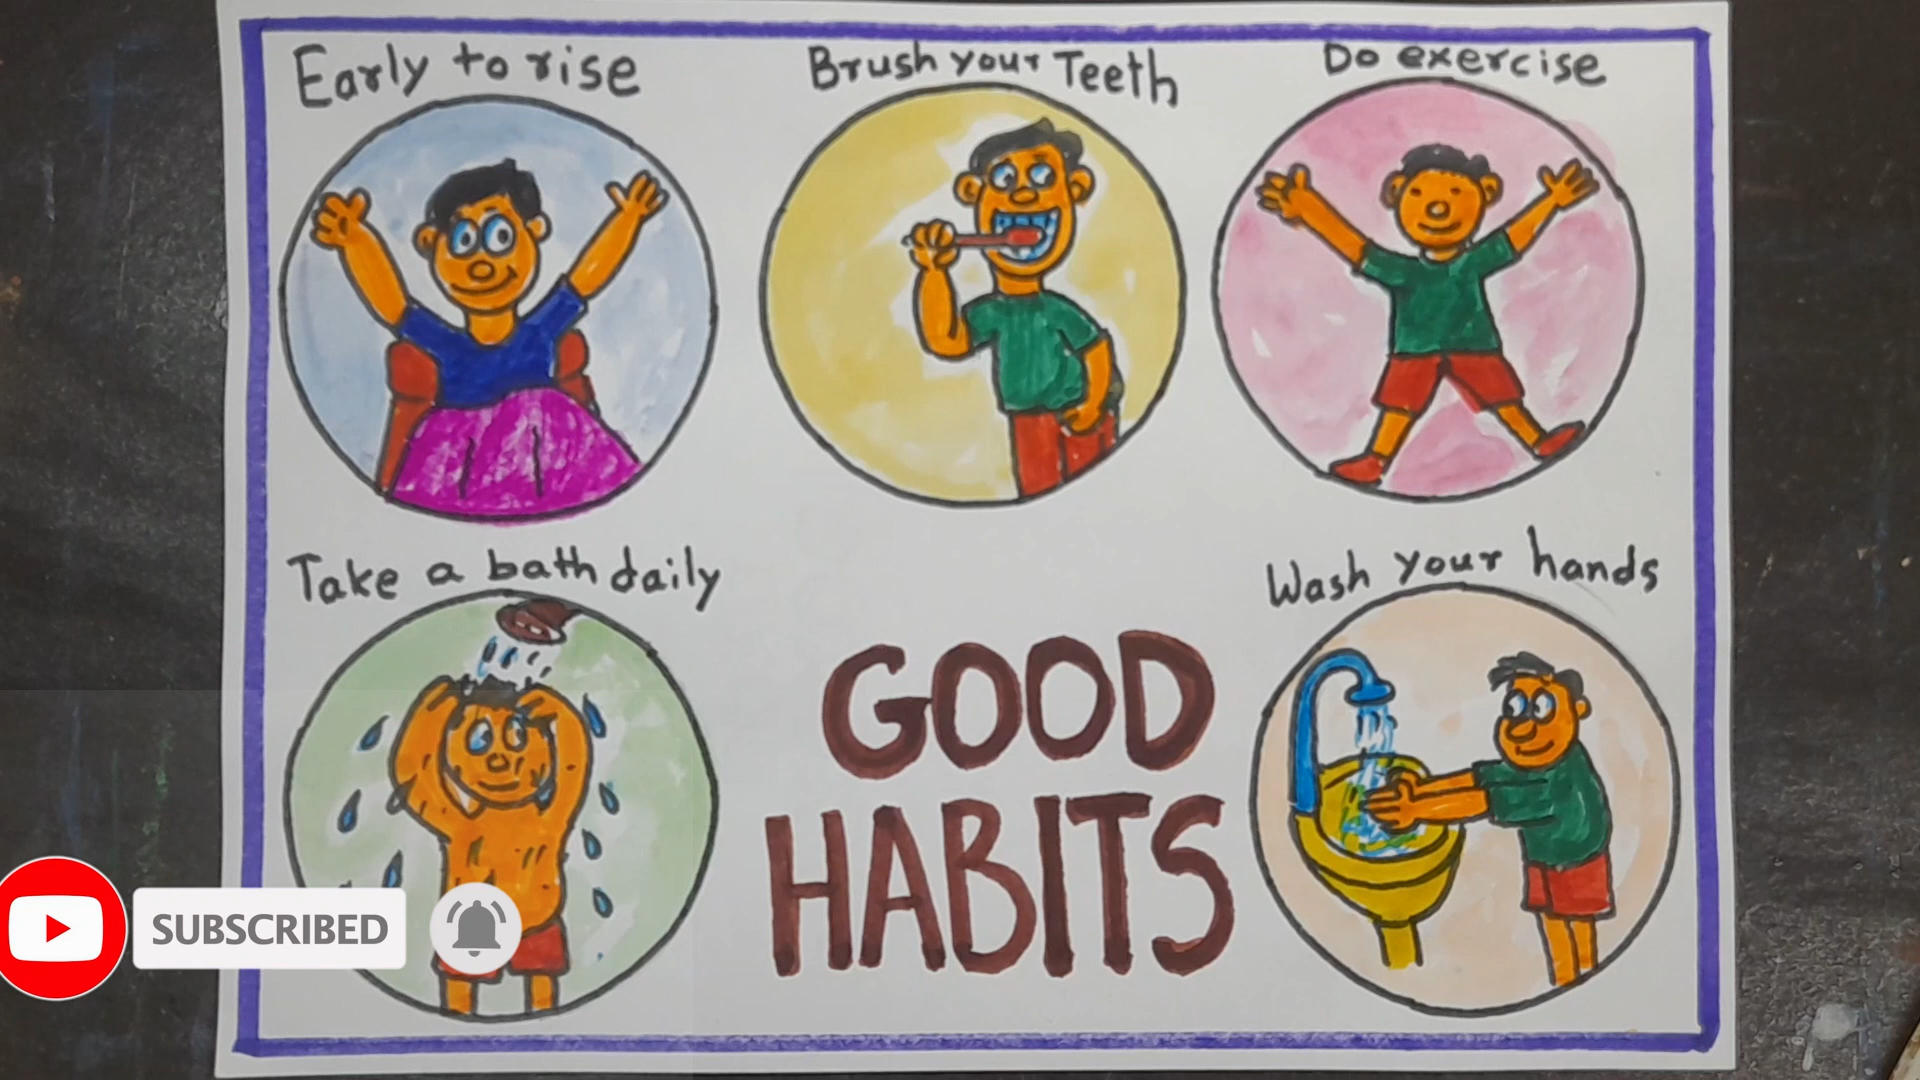 Early to rise
Brush your Teeth
Do exercise
Take a bath daily
Wash your hands
GOOD
HABITS
SUBSCRIBED